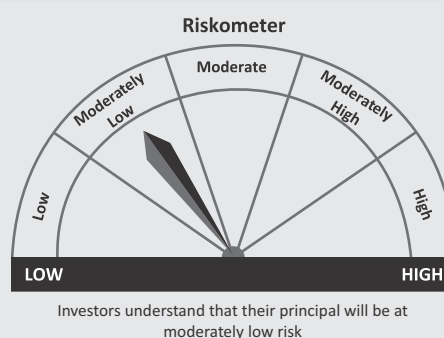 Riskometer
Moderate
Moderately
Low
Moderately
High
Low
High
LOW
HIGH
Investors understand that their principal will be at
moderately low risk